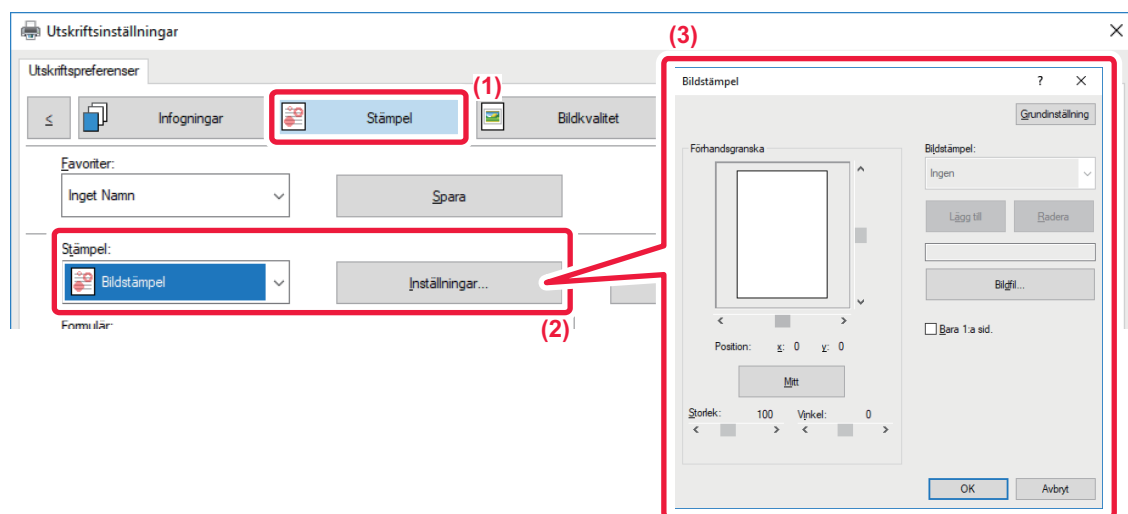 Utskriftsinställningar
(3)
Utskriftspreferenser
(1)
≤ Infogningar Stämpel Bildkvalitet
Favoriter:
Inget Namn Spara
Stämpel:
Bildstämpel Inställningar...
(2)
Formulär:
Bildstämpel ?
Grundinställning
Förhandsgranska Bildstämpel:
Ingen
Lägg till Radera
Bildfil...
Bara 1:a sid.
Position: x: 0 y: 0
Mitt
Storlek: 100 Vinkel: 0
OK Avbryt